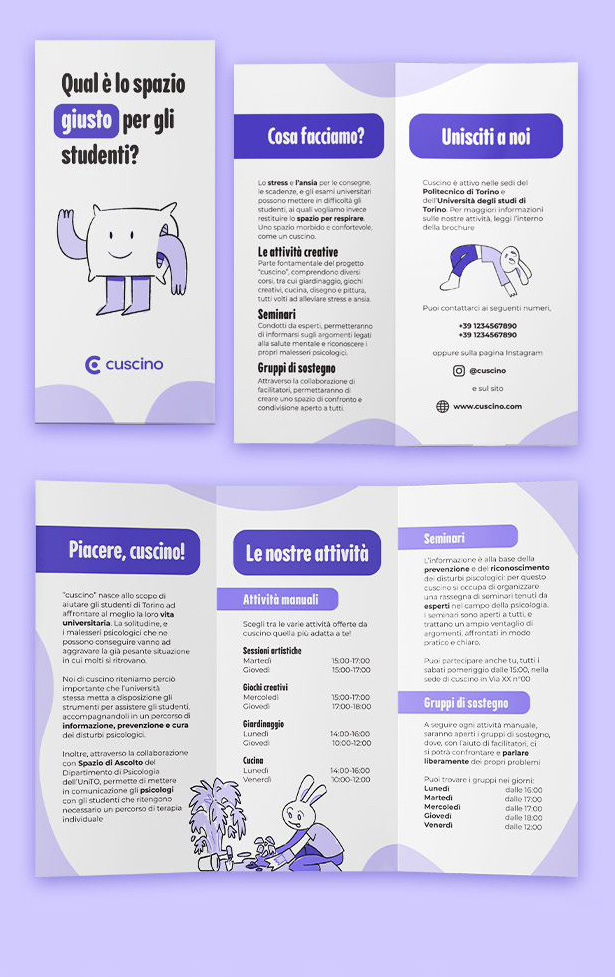 Qual è lo spazio
giusto per gli
studenti?
cuscino
Cosa facciamo?
Lo stress e l'ansia per le consegne,
le scadenze, e gli esami universitari
possono mettere in difficoltà gli
studenti, ai quali vogliamo invece
restituire lo spazio per respirare.
Uno spazio morbido e confortevole,
come un cuscino.
Le attività creative
Parte fontamentale del progetto
"cuscino", comprendono diversi
corsi, tra cui giardinaggio, giochi
creativi, cucina, disegno e pittura,
tutti volti ad alleviare stress e ansia.
Seminari
Condotti da esperti, permetteranno
di informarsi sugli argomenti legati
alla salute mentale e riconoscere i
propri malesseri psicologici.
Gruppi di sostegno
Attraverso la collaborazione di
facilitatori, permettaranno di
creare uno spazio di confronto e
condivisione aperto a tutti.
Unisciti a noi
Cuscino è attivo nelle sedi del
Politecnico di Torino e
dell'Università degli studi di
Torino. Per maggiori informazioni
sulle nostre attività, leggi l'interno
della brochure
Puoi contattarci ai seguenti numeri,
+39 1234567890
+39 1234567890
oppure sulla pagina Instagram
@cuscino
e sul sito
www.cuscino.com
Piacere, cuscino!
"cuscino" nasce allo scopo di
aiutare gli studenti di Torino ad
affrontare al meglio la loro vita
universitaria. La solitudine, e
i malesseri psicologici che ne
possono conseguire vanno ad
aggravare la già pesante situazione
in cui molti si ritrovano.
Noi di cuscino riteniamo perciò
importante che l'università
stessa metta a disposizione gli
strumenti per assistere gli studenti,
accompagnandoli in un percorso di
informazione, prevenzione e cura
dei disturbi psicologici.
Inoltre, attraverso la collaborazione
con Spazio di Ascolto del
Dipartimento di Psicologia
dell'UniTO, permette di mettere
in comunicazione gli psicologi
con gli studenti che ritengono
necessario un percorso di terapia
individuale
Le nostre attività
Attività manuali
Scegli tra le varie attività offerte da
cuscino quella più adatta a te!
Sessioni artistiche
Martedì 15:00-17:00
Giovedì 15:00-17:00
Giochi creativi
Mercoledì 15:00-17:00
Giovedì 17:00-18:00
Giardinaggio
Lunedì 14:00-16:00
Giovedì 10:00-12:00
Cucina
Lunedì 14:00-16:00
Venerdì 10:00-12:00
Seminari
L'informazione è alla base della
prevenzione e del riconoscimento
dei disturbi psicologici: per questo
cuscino si occupa di organizzare
una rassegna di seminari tenuti da
esperti nel campo della psicologia.
I seminari sono aperti a tutti, e
trattano un ampio ventaglio di
argomenti, affrontati in modo
pratico e chiaro.
Puoi partecipare anche tu, tutti i
sabati pomeriggio dalle 15:00, nella
sede di cuscino in Via XX n°00
Gruppi di sostegno
A seguire ogni attività manuale,
saranno aperti i gruppi di sostegno,
dove, con l'aiuto di facilitatori, ci
si potrà confrontare e parlare
liberamente dei propri problemi
Puoi trovare i gruppi nei giorni:
Lunedì dalle 16:00
Martedì dalle 17:00
Mercoledì dalle 17:00
Giovedì dalle 18:00
Venerdì dalle 12:00